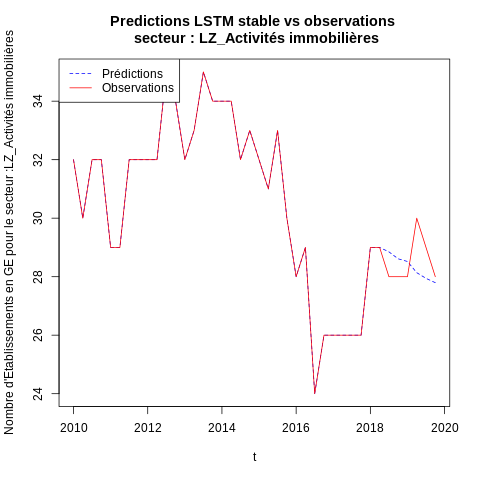 Predictions LSTM stable vs observations
secteur : LZ_Activités immobilières
Prédictions
Observations
Nombre d'Etablissements en GE pour le secteur :LZ_Activités immobilières
34
32
30
28
26
24
2010 2012 2014 2016 2018 2020
t